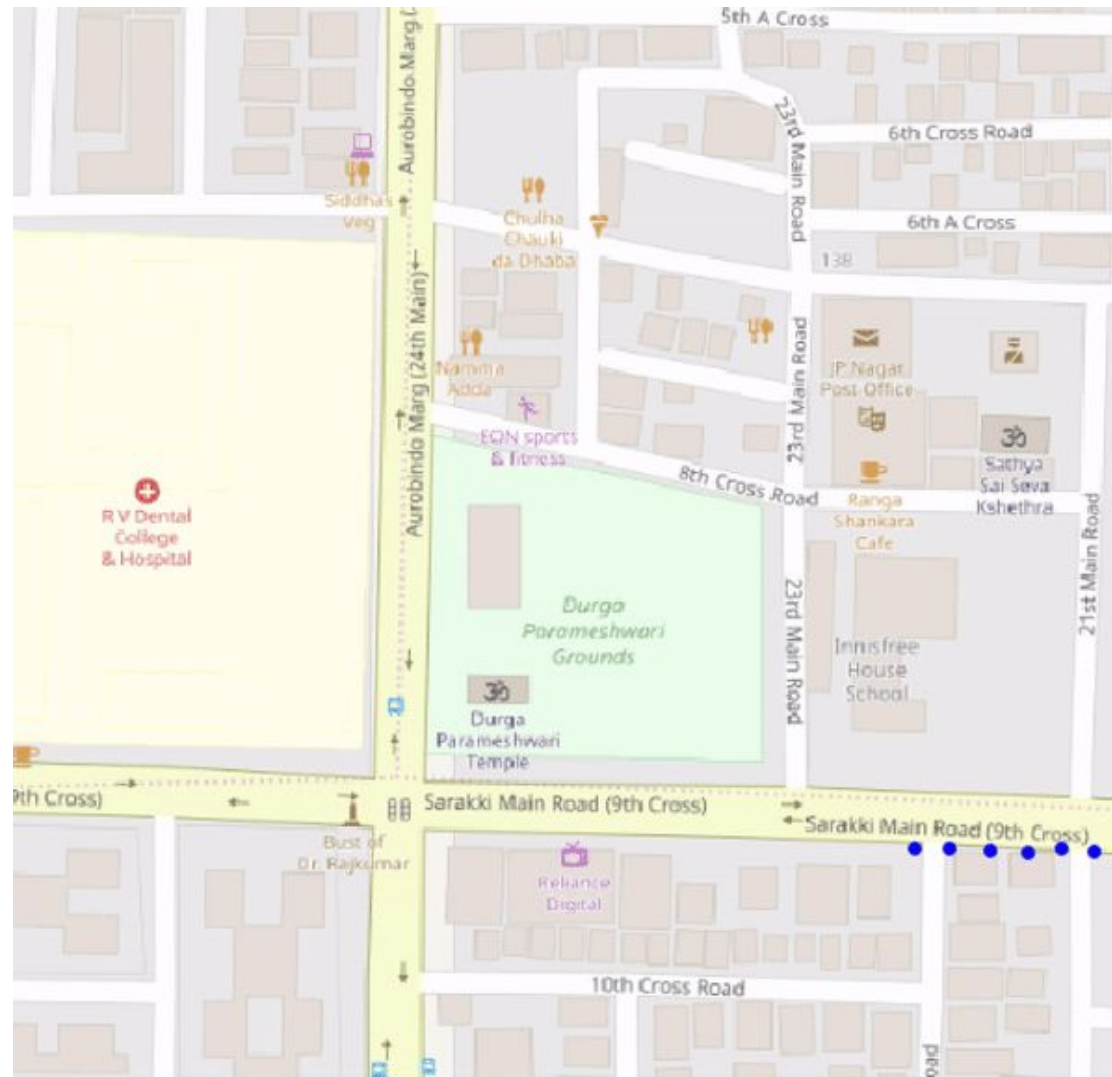 5th A Cross
Aurobindo Marg (
23rd Main Road
6th Cross Road
Siddha's
Veg
Chulha
Chauki
da Dhaba
6th A Cross
138
Aurobindo Marg (24th Main)
Namma
Adda
23rd Main Road
JP Nagar
Post Office
EON sports
& fitness
8th Cross Road
Ranga
Shankara
Cafe
Sathya
Sai Seva
Kshethra
R V Dental
College
& Hospital
21st Main Road
Durga
Parameshwari
Grounds
23rd Main Road
Innisfree
House
School
Durga
Parameshwari
Temple
9th Cross)
Sarakki Main Road (9th Cross)
Sarakki Main Road (9th Cross)
Bust of
Dr. Rajkumar
Reliance
Digital
10th Cross Road
oad